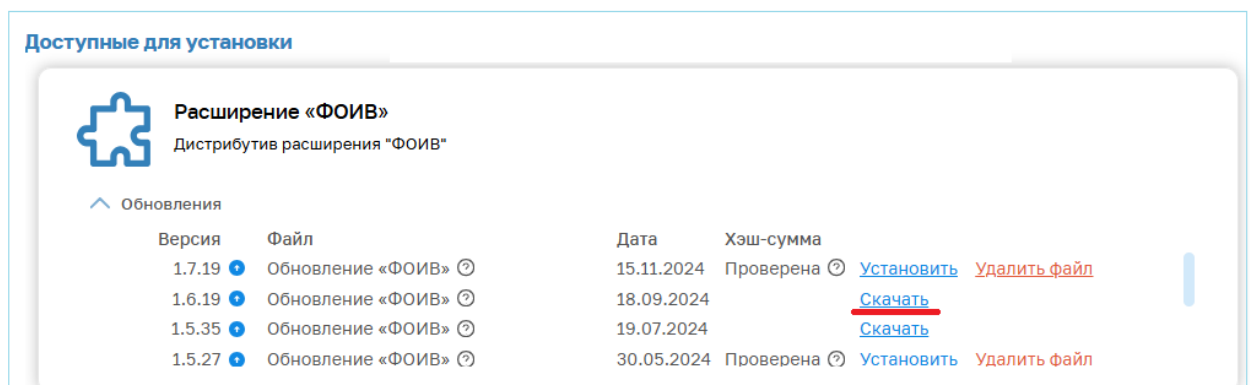 Доступные для установки
Расширение «ФОИВ»
Дистрибутив расширения "ФОИВ"
Обновления
Версия Файл Дата Хэш-сумма
1.7.19 Обновление «ФОИВ» ? 15.11.2024 Проверена ? Установить Удалить файл
1.6.19 Обновление «ФОИВ» ? 18.09.2024 Скачать
1.5.35 Обновление «ФОИВ» ? 19.07.2024 Скачать
1.5.27 Обновление «ФОИВ» ? 30.05.2024 Проверена ? Установить Удалить файл